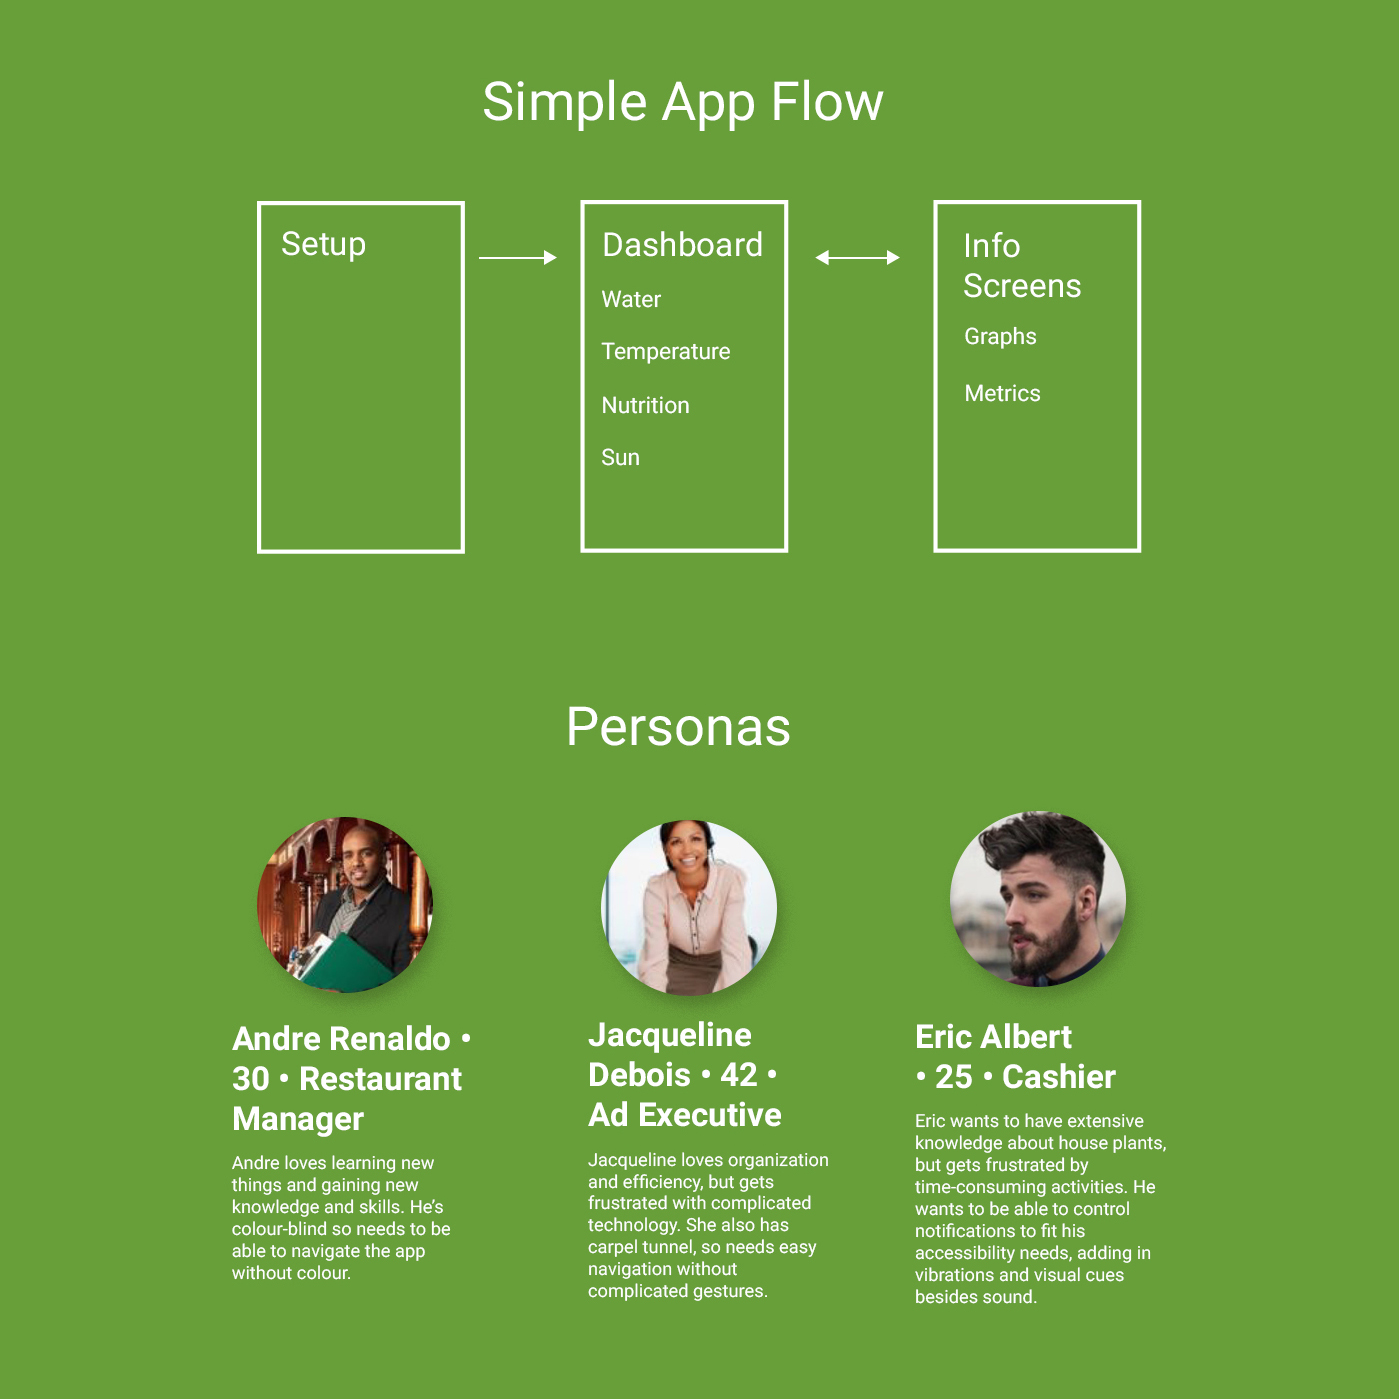 Simple App Flow
Setup
Dashboard
Water
Temperature
Nutrition
Sun
Info
Screens
Graphs
Metrics
Personas
Andre Renaldo •
30 • Restaurant
Manager
Andre loves learning new
things and gaining new
knowledge and skills. He’s
colour-blind so needs to be
able to navigate the app
without colour.
Jacqueline
Debois • 42 •
Ad Executive
Jacqueline loves organization
and efficiency, but gets
frustrated with complicated
technology. She also has
carpel tunnel, so needs easy
navigation without
complicated gestures.
Eric Albert
• 25 • Cashier
Eric wants to have extensive
knowledge about house plants,
but gets frustrated by
time-consuming activities. He
wants to be able to control
notifications to fit his
accessibility needs, adding in
vibrations and visual cues
besides sound.